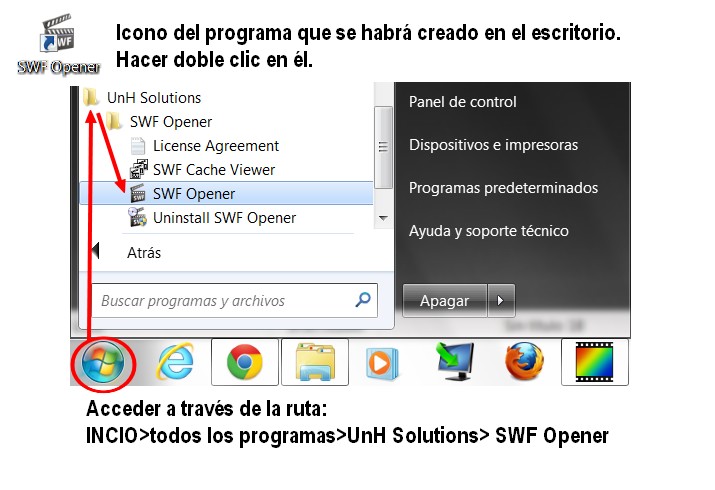 Icono del programa que se habrá creado en el escritorio.
Hacer doble clic en él.
SWF Opener
UnH Solutions
SWF Opener
License Agreement
SWF Cache Viewer
SWF Opener
Uninstall SWF Opener
Atrás
Buscar programas y archivos
Panel de control
Dispositivos e impresoras
Programas predeterminados
Ayuda y soporte técnico
Apagar
Acceder a través de la ruta:
INCIO>todos los programas>UnH Solutions> SWF Opener